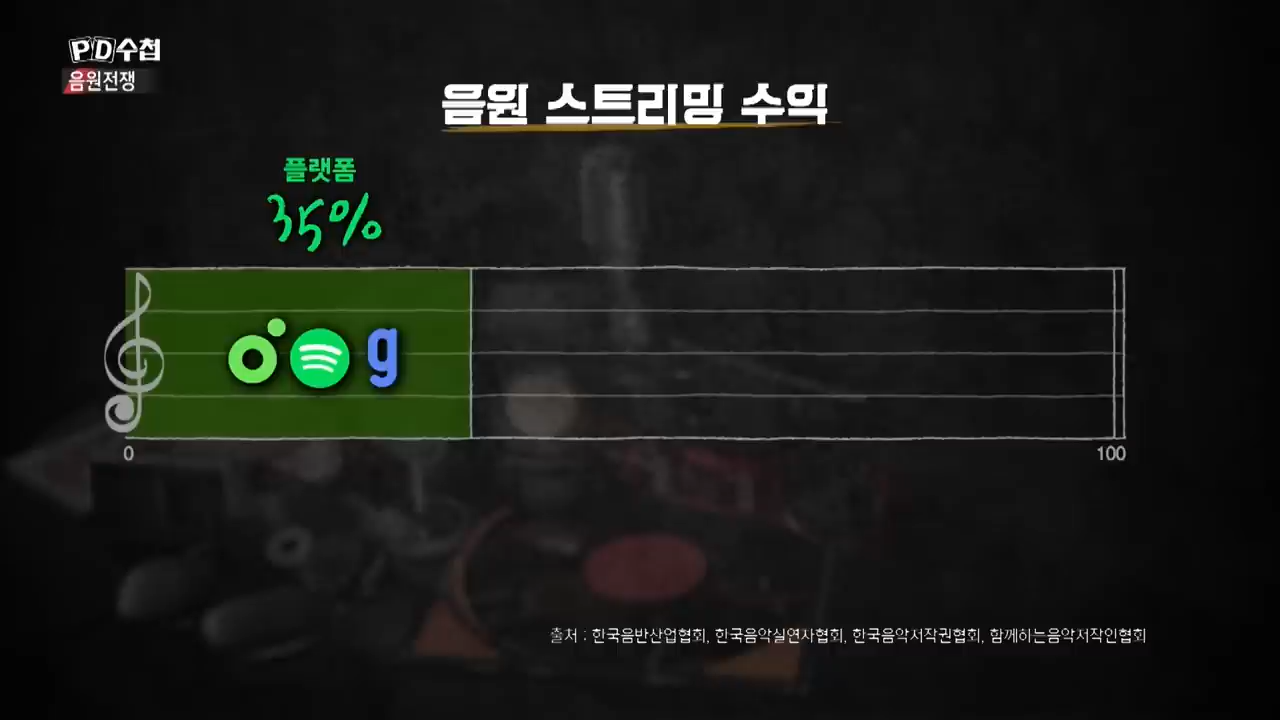 PD수첩
음원전쟁
음원 스트리밍 수익
플랫폼
35%
g
0
100
출처 : 한국음반산업협회, 한국음악실연자협회, 한국음악저작권협회, 함께하는음악저작인협회